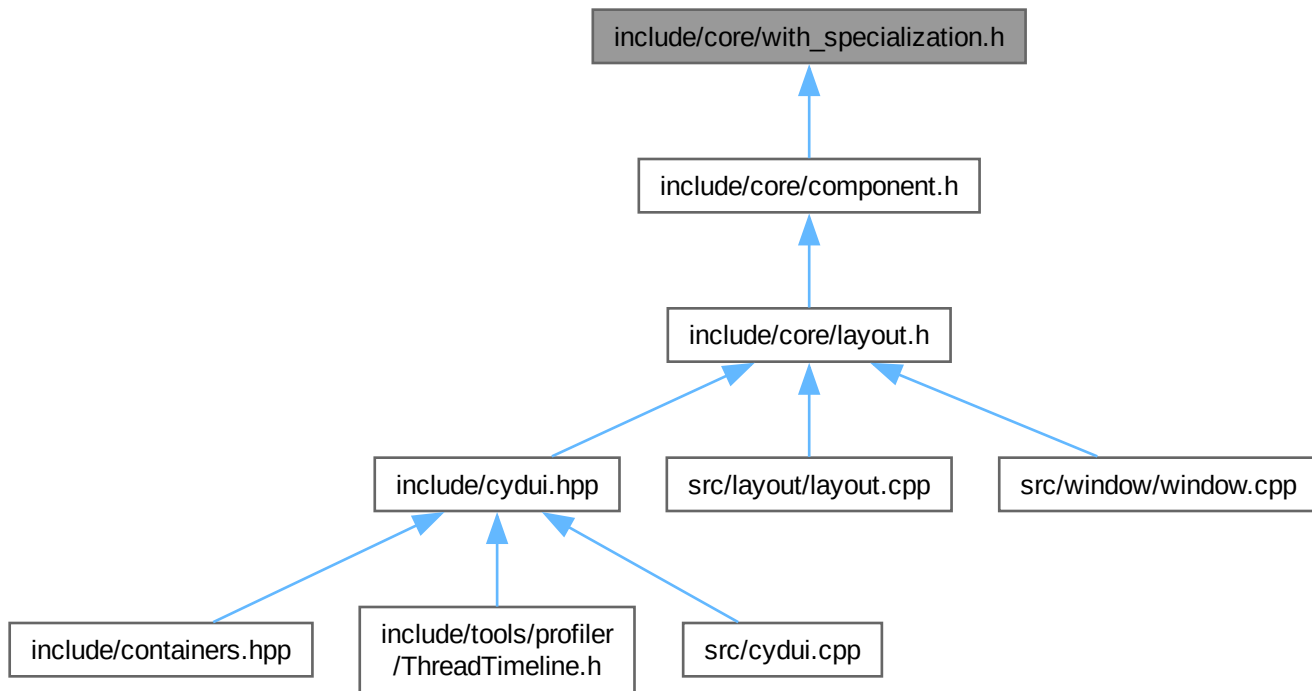 include/core/with_specialization.h
include/core/component.h
include/core/layout.h
include/cydui.hpp
src/layout/layout.cpp
src/window/window.cpp
include/containers.hpp
include/tools/profiler
/ThreadTimeline.h
src/cydui.cpp